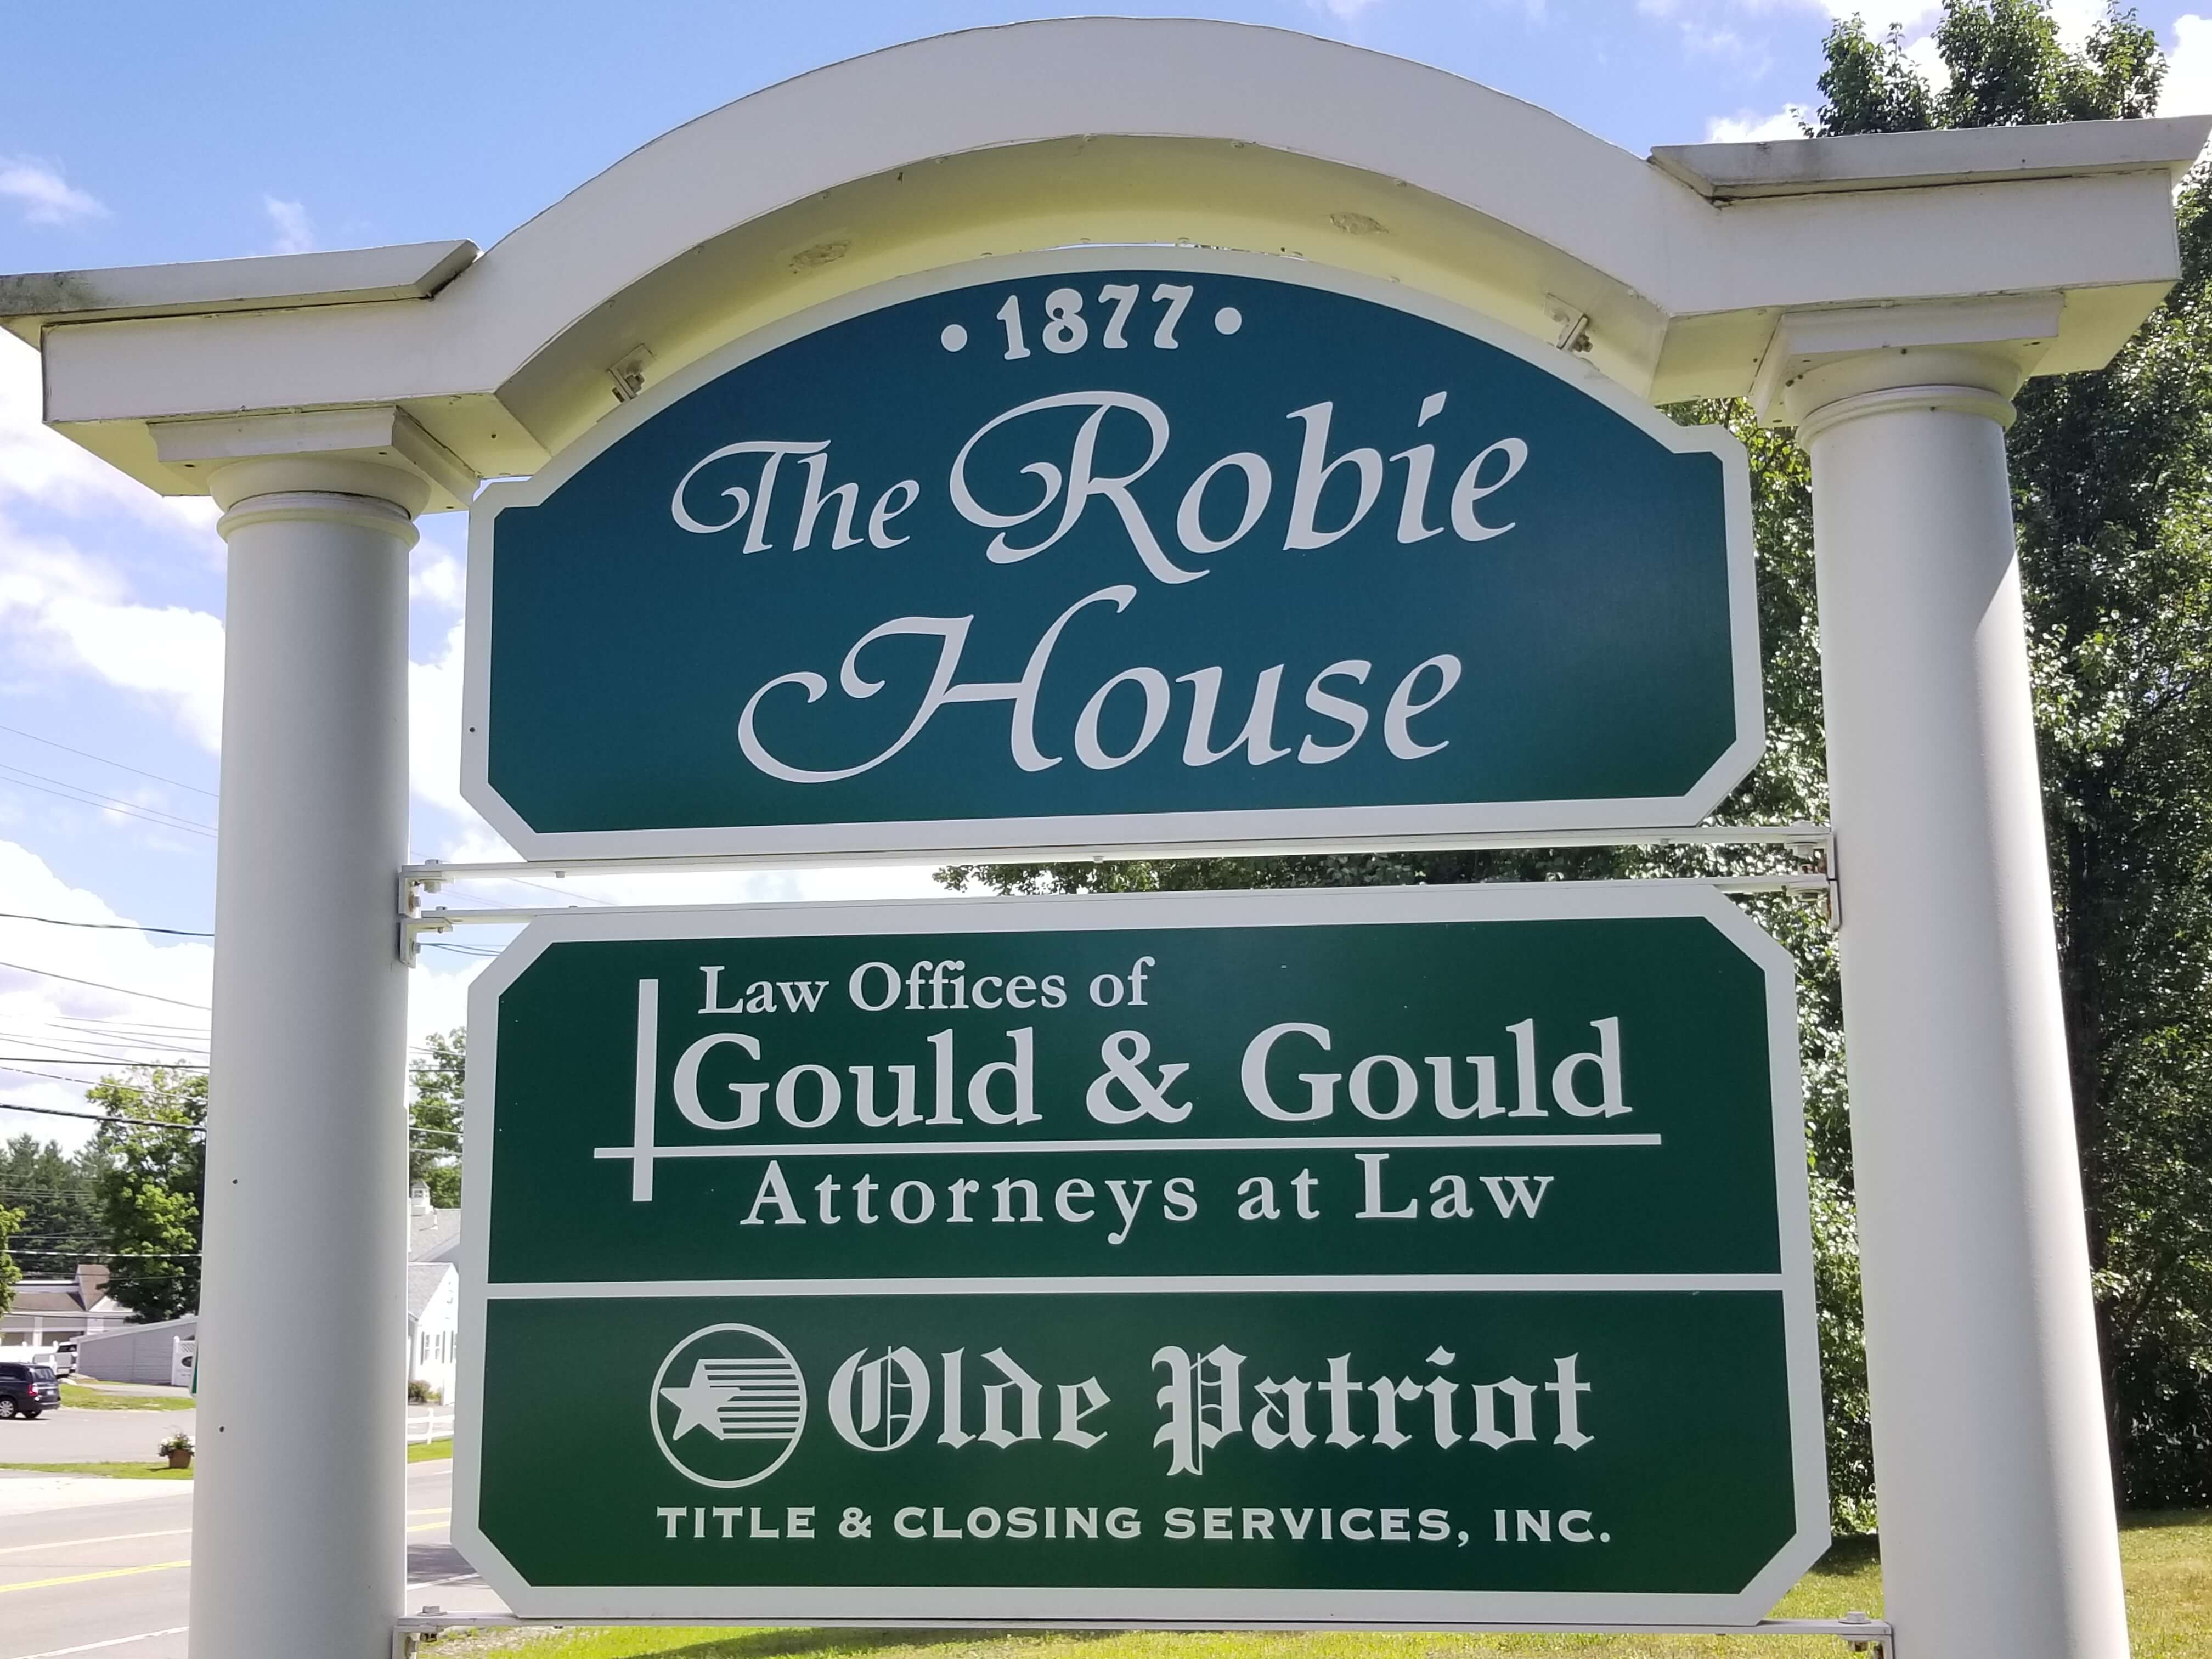 • 1877 •
The Robie
House
Law Offices of
Gould & Gould
Attorneys at Law
Olde Patriot
TITLE & CLOSING SERVICES, INC.